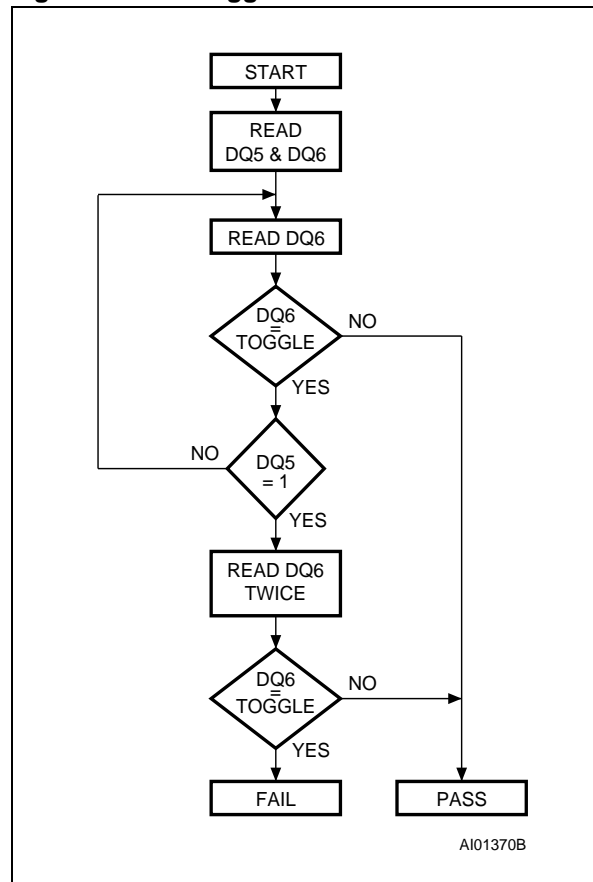 START
READ
DQ5 & DQ6
READ DQ6
DQ6
=
TOGGLE
NO
YES
NO
DQ5
= 1
YES
READ DQ6
TWICE
DQ6
=
TOGGLE
NO
YES
FAIL
PASS
AI01370B